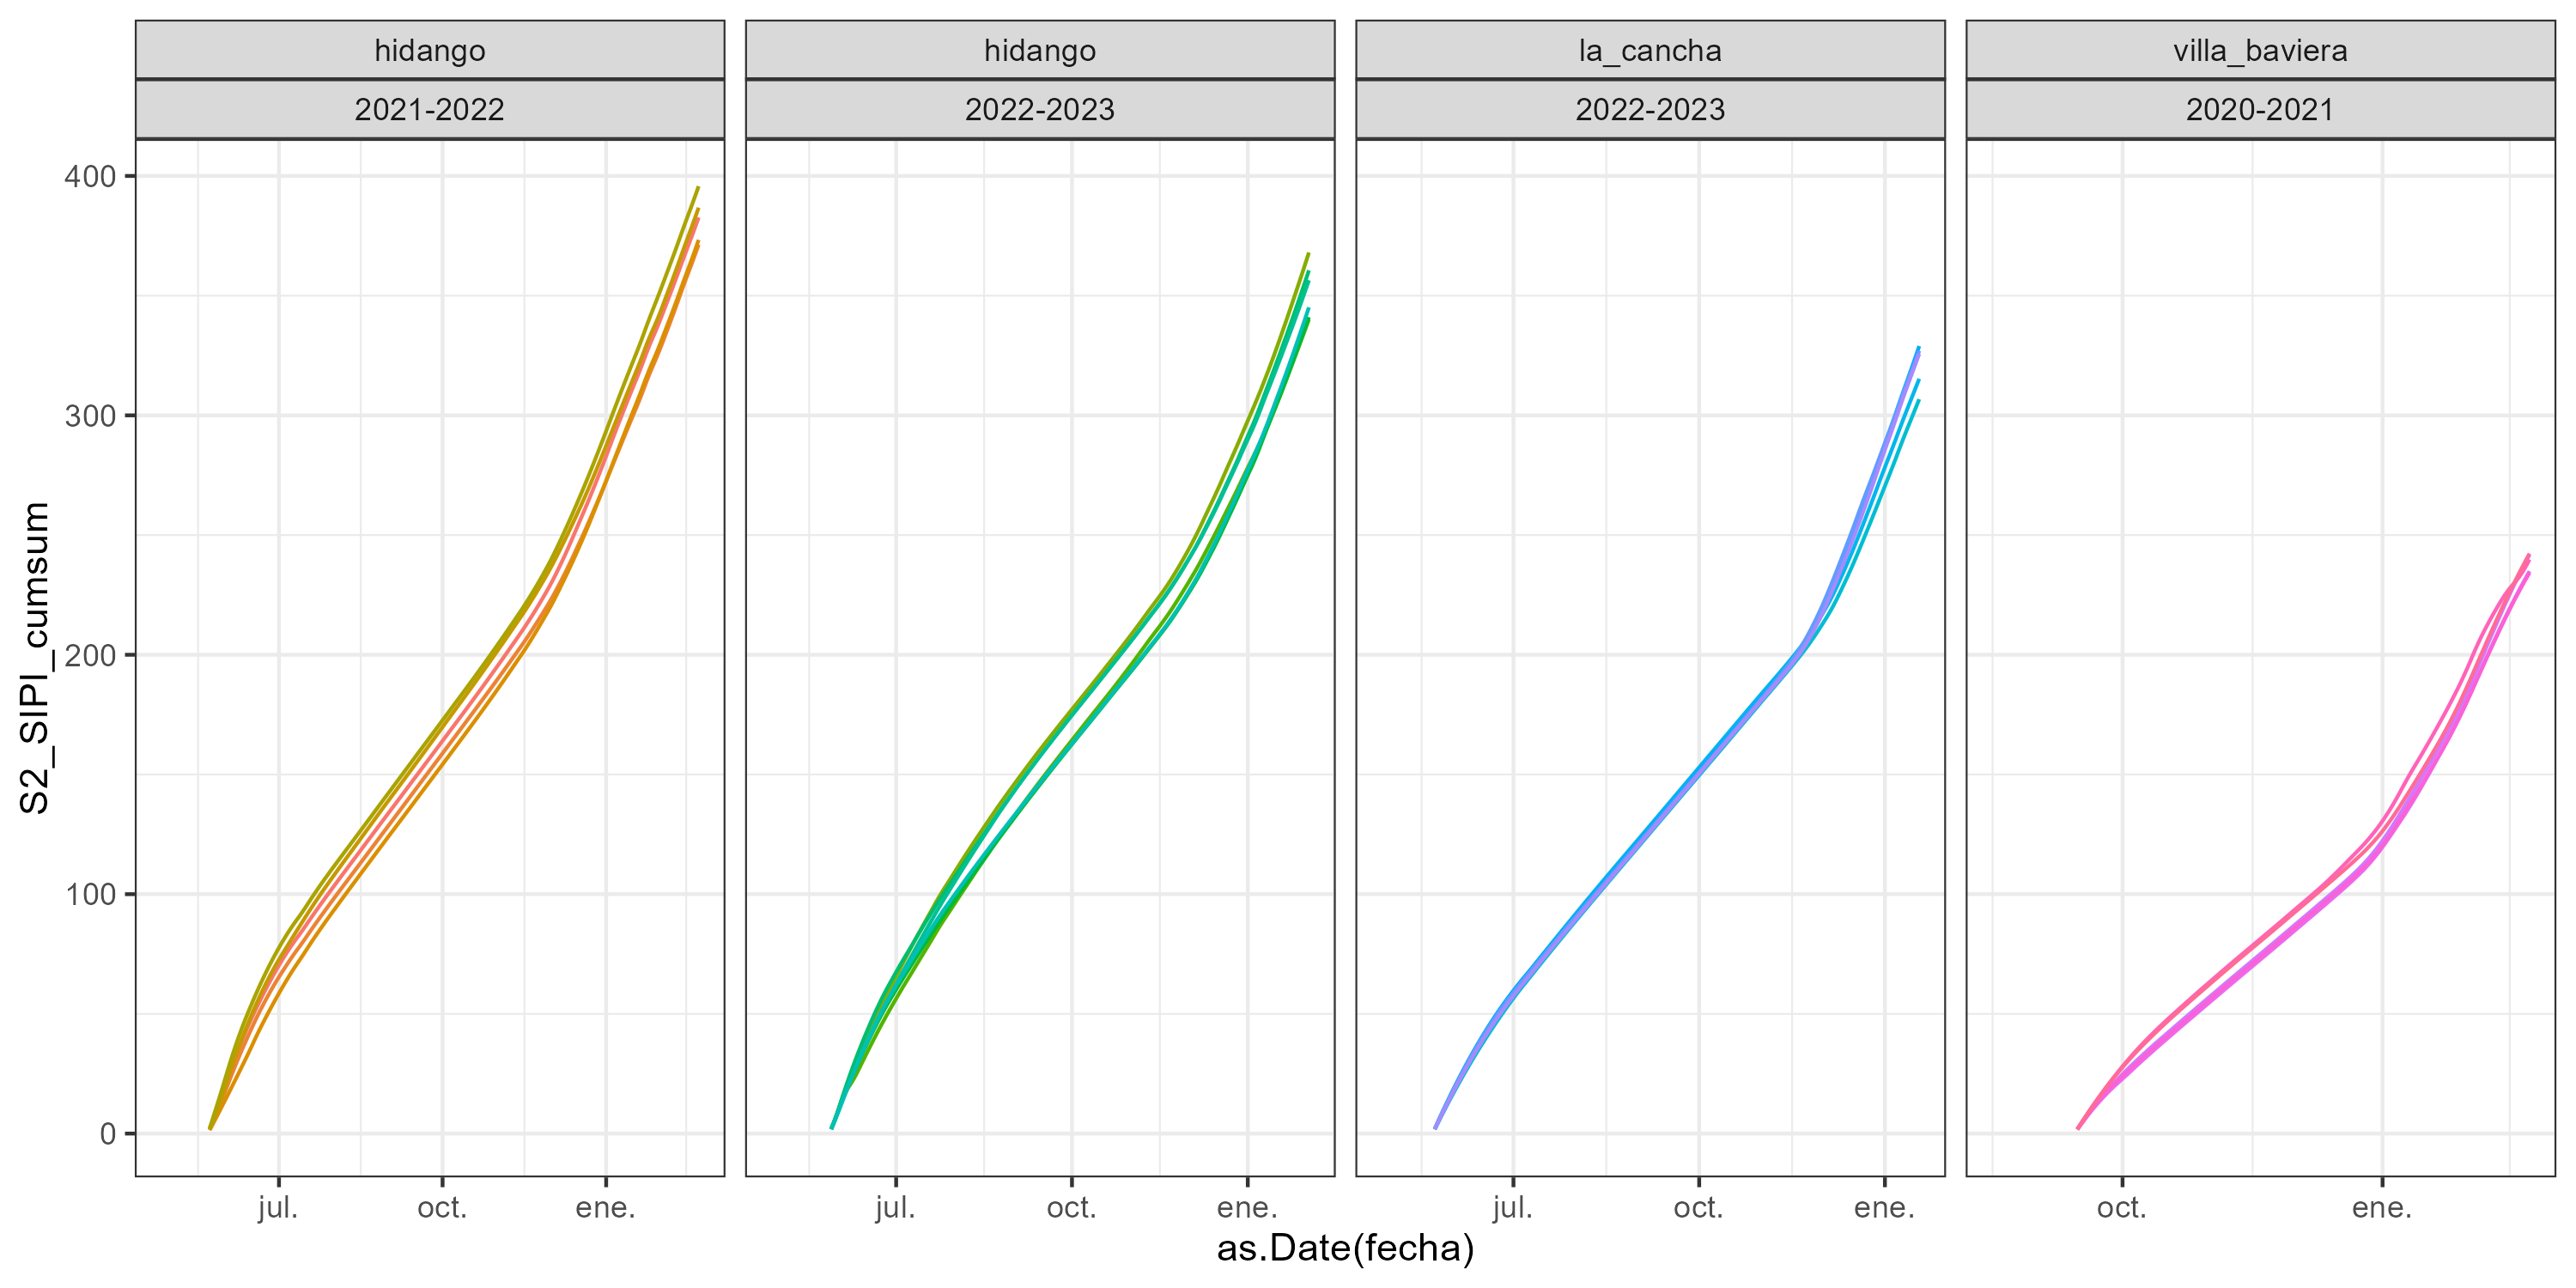 hidango
hidango
la_cancha
villa_baviera
2021-2022
2022-2023
2022-2023
2020-2021
S2_SIPI_cumsum
400
300
200
100
0
jul.
oct.
ene.
jul.
oct.
ene.
jul.
oct.
ene.
oct.
ene.
as.Date(fecha)